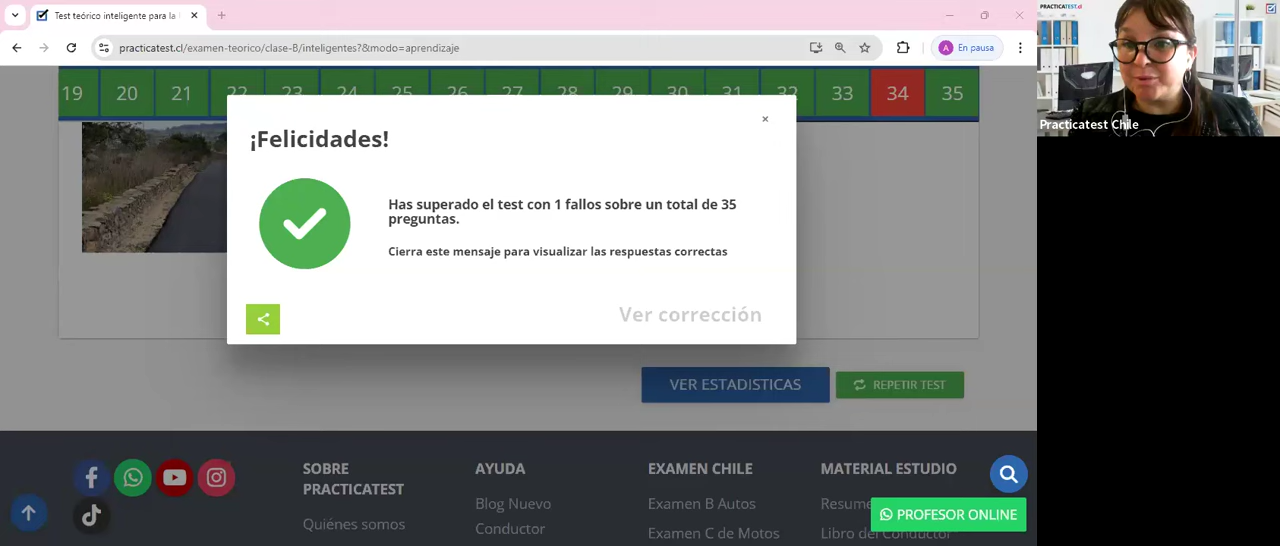 Test teórico inteligente para la
practicatest.cl/examen-teorico/clase-B/inteligentes?&modo=aprendizaje
A En pausa
PRACTICATEST.cl
Practicatest Chile
19 20 21 22 23 24 25 26 27 28 29 30 31 32 33 34 35
¡Felicidades!
Has superado el test con 1 fallos sobre un total de 35
preguntas.
Cierra este mensaje para visualizar las respuestas correctas
Ver corrección
VER ESTADISTICAS
REPETIR TEST
SOBRE
PRACTICATEST
Quiénes somos
AYUDA
Blog Nuevo
Conductor
EXAMEN CHILE
Examen B Autos
Examen C de Motos
MATERIAL ESTUDIO
Libro del Conductor
PROFESOR ONLINE